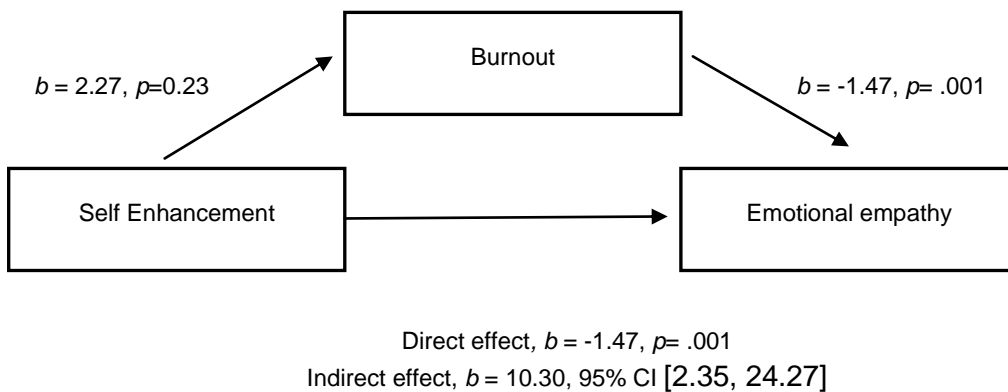 Burnout
b = 2.27, p=0.23
b = -1.47, p= .001
Self Enhancement
Emotional empathy
Direct effect, b = -1.47, p= .001
Indirect effect, b = 10.30, 95% CI [2.35, 24.27]